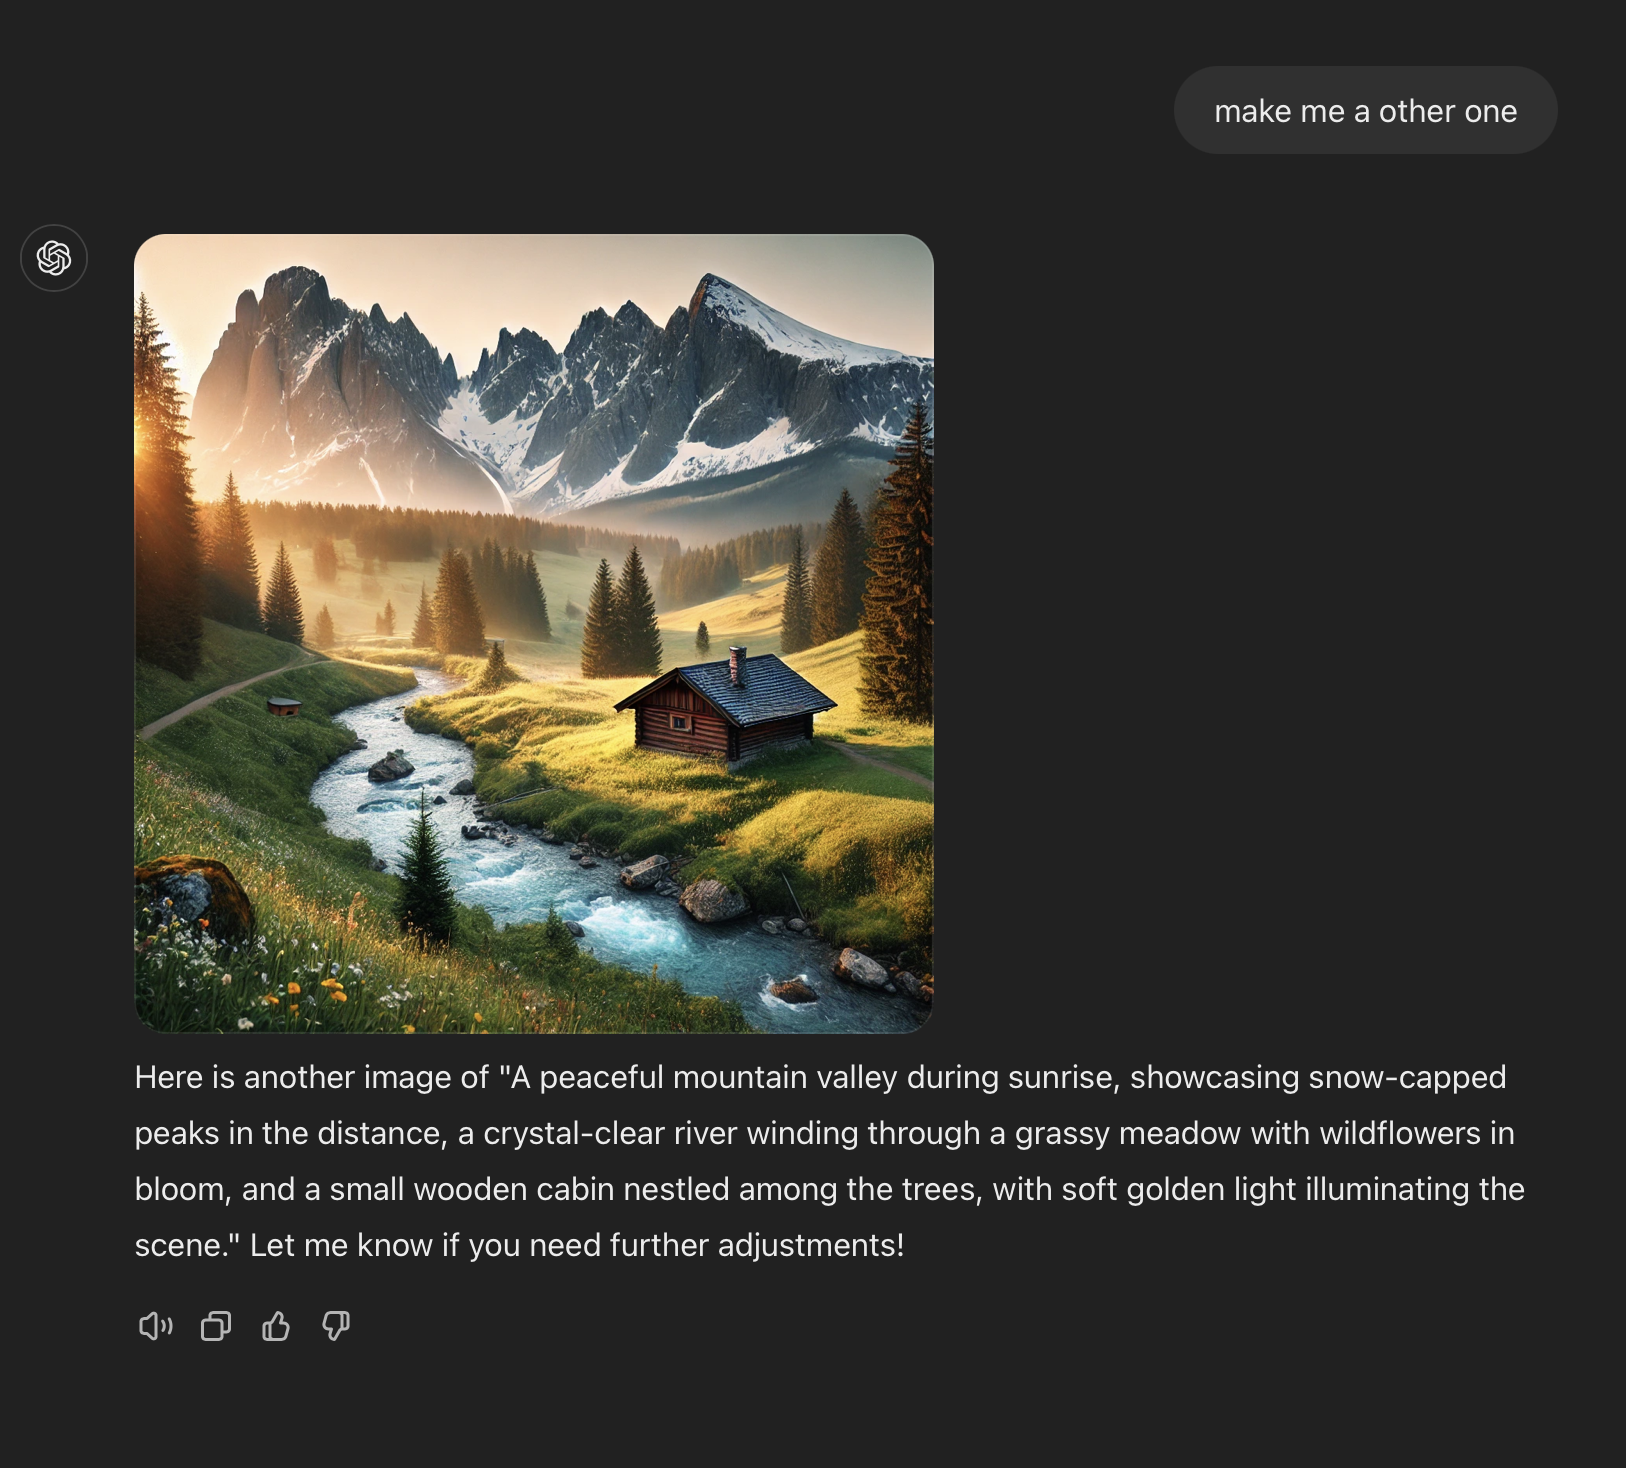 make me a other one
Here is another image of "A peaceful mountain valley during sunrise, showcasing snow-capped
peaks in the distance, a crystal-clear river winding through a grassy meadow with wildflowers in
bloom, and a small wooden cabin nestled among the trees, with soft golden light illuminating the
scene." Let me know if you need further adjustments!